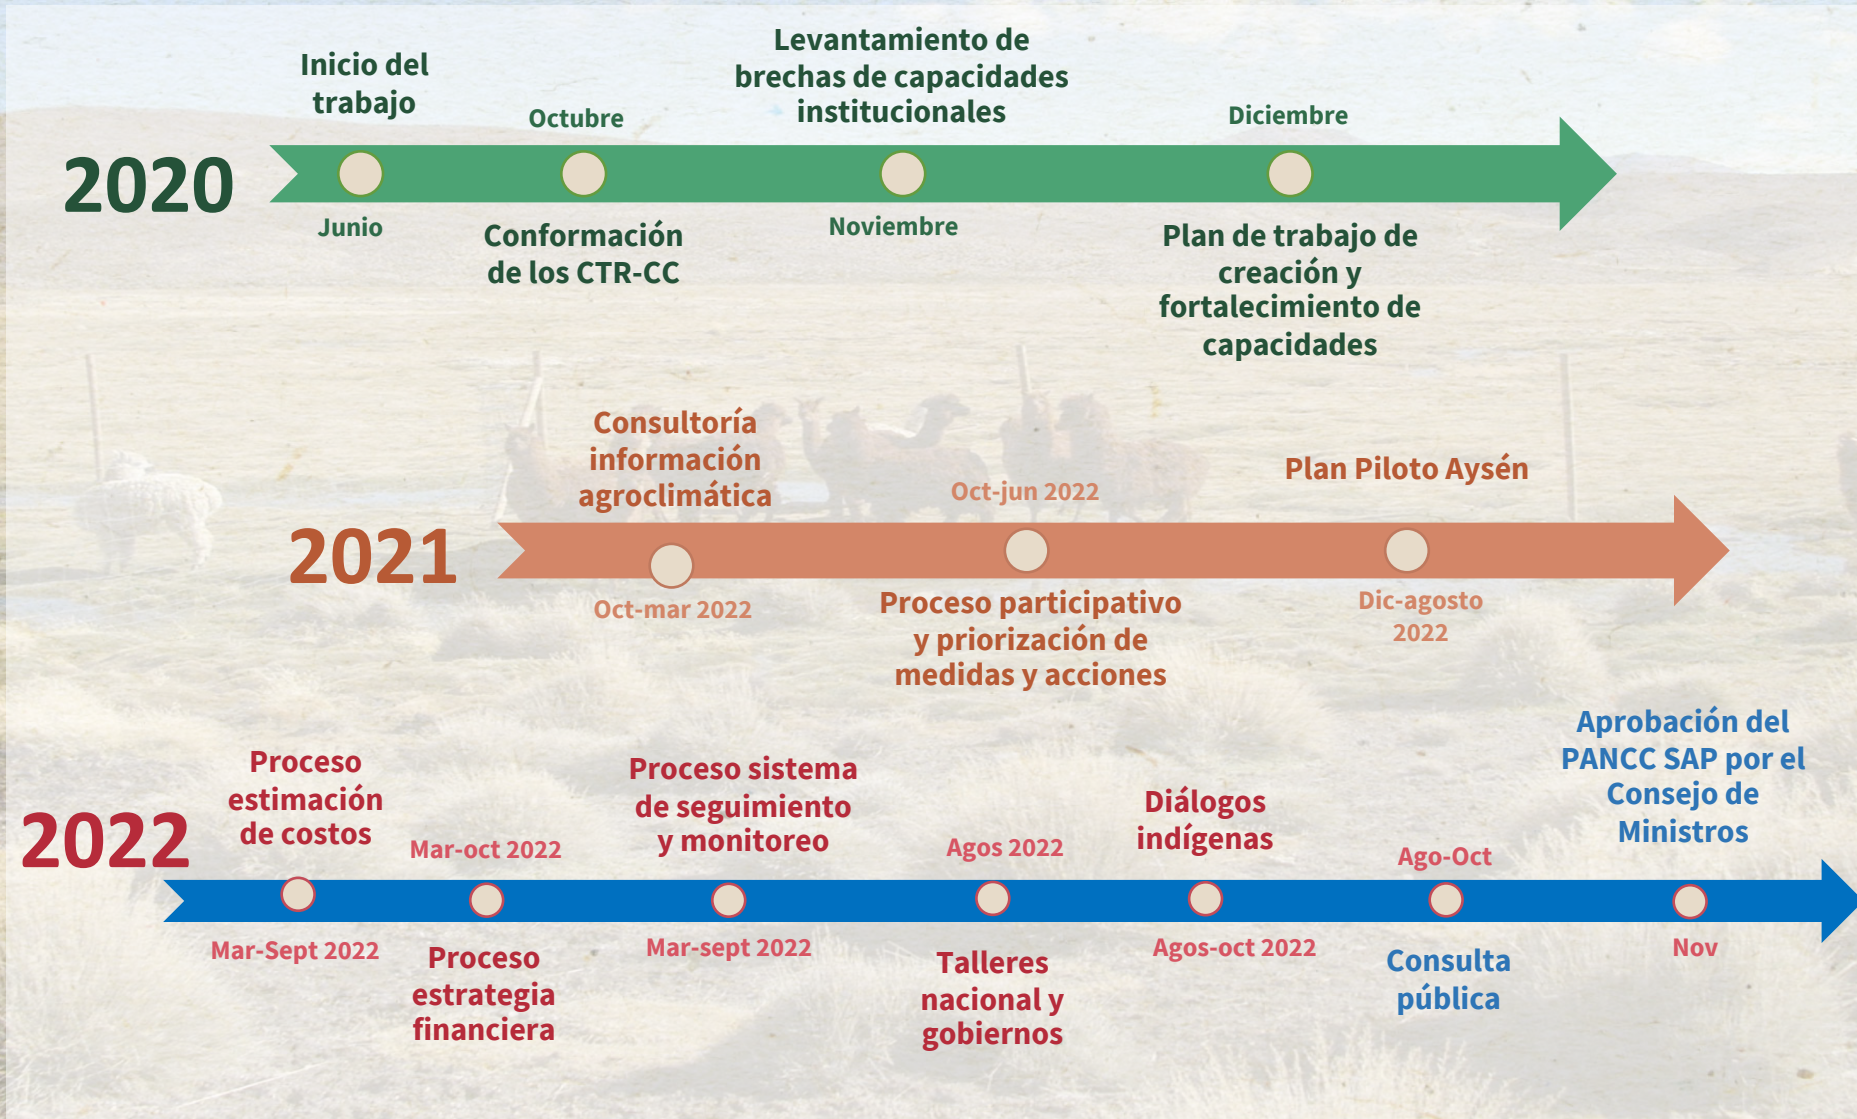 2020
Inicio del
trabajo
Junio
Octubre
Conformación
de los CTR-CC
Levantamiento de
brechas de capacidades
institucionales
Noviembre
Diciembre
Plan de trabajo de
creación y
fortalecimiento de
capacidades
2021
Consultoría
información
agroclimática
Oct-mar 2022
Oct-jun 2022
Proceso participativo
y priorización de
medidas y acciones
Plan Piloto Aysén
Dic-agosto
2022
2022
Proceso
estimación
de costos
Mar-Sept 2022
Mar-oct 2022
Proceso
estrategia
financiera
Proceso sistema
de seguimiento
y monitoreo
Mar-sept 2022
Agos 2022
Talleres
nacional y
gobiernos
Diálogos
indígenas
Agos-oct 2022
Ago-Oct
Consulta
pública
Aprobación del
PANCC SAP por el
Consejo de
Ministros
Nov